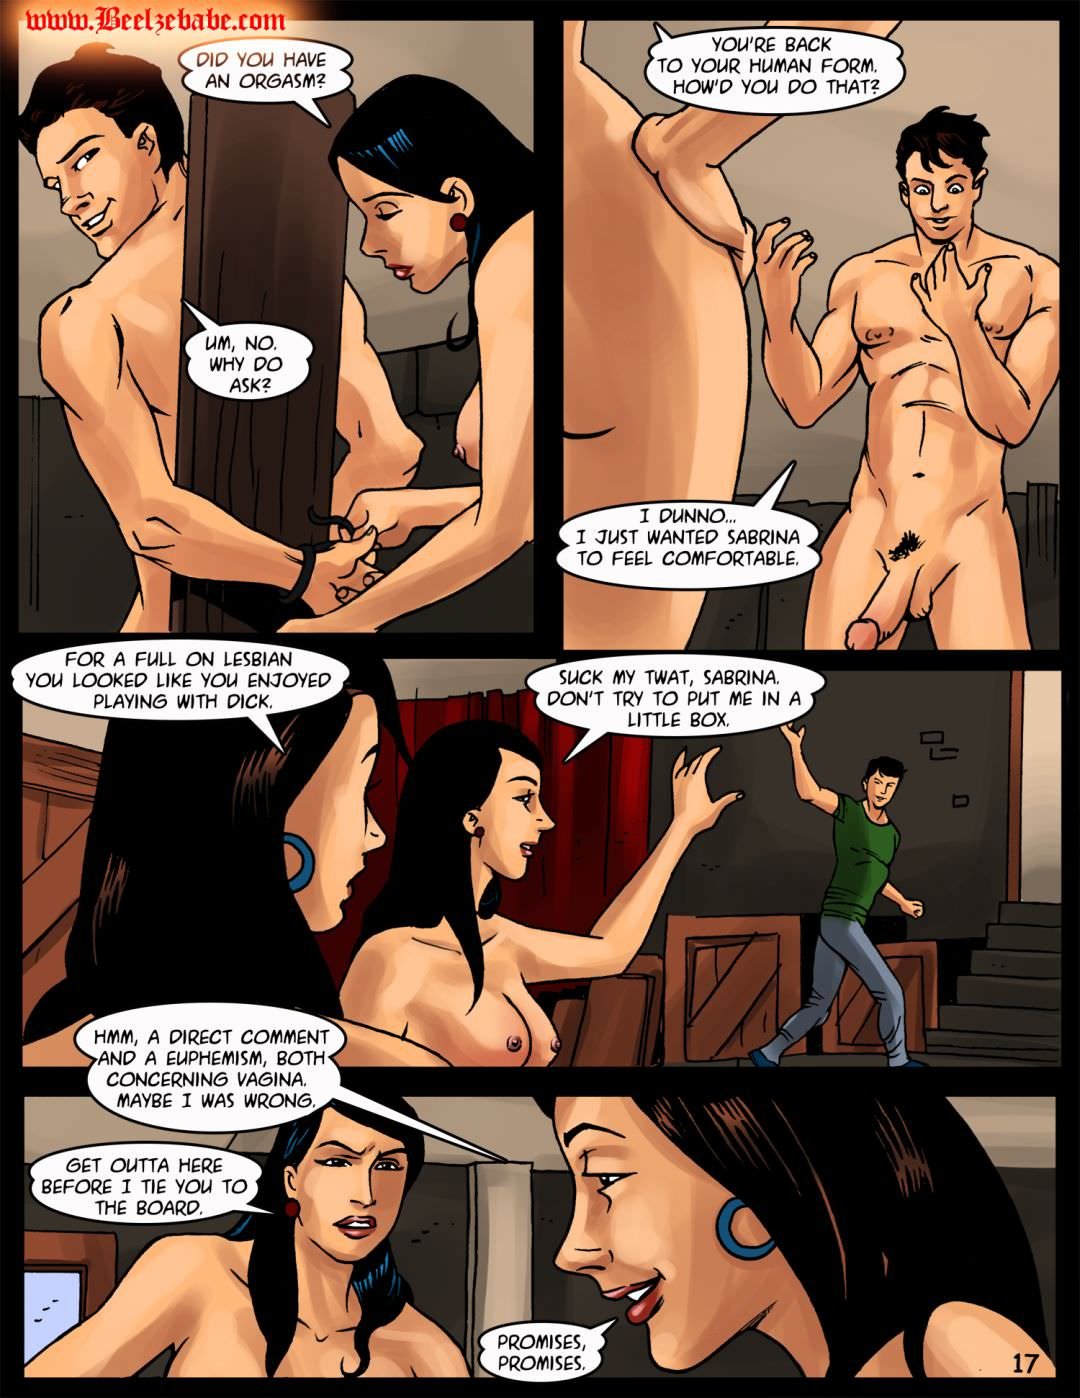 www.Beelzebabe.com
DID YOU HAVE
AN ORGASM?
UM, NO.
WHY DO
ASK?
YOU'RE BACK
TO YOUR HUMAN FORM.
HOW'D YOU DO THAT?
I DUNNO...
I JUST WANTED SABRINA
TO FEEL COMFORTABLE.
FOR A FULL ON LESBIAN
YOU LOOKED LIKE YOU ENJOYED
PLAYING WITH DICK.
SUCK MY TWAT, SABRINA.
DON'T TRY TO PUT ME IN A
LITTLE BOX.
HMM, A DIRECT COMMENT
AND A EUPHEMISM, BOTH
CONCERNING VAGINA.
MAYBE I WAS WRONG.
GET OUTTA HERE
BEFORE I TIE YOU TO
THE BOARD.
PROMISES,
PROMISES.
17